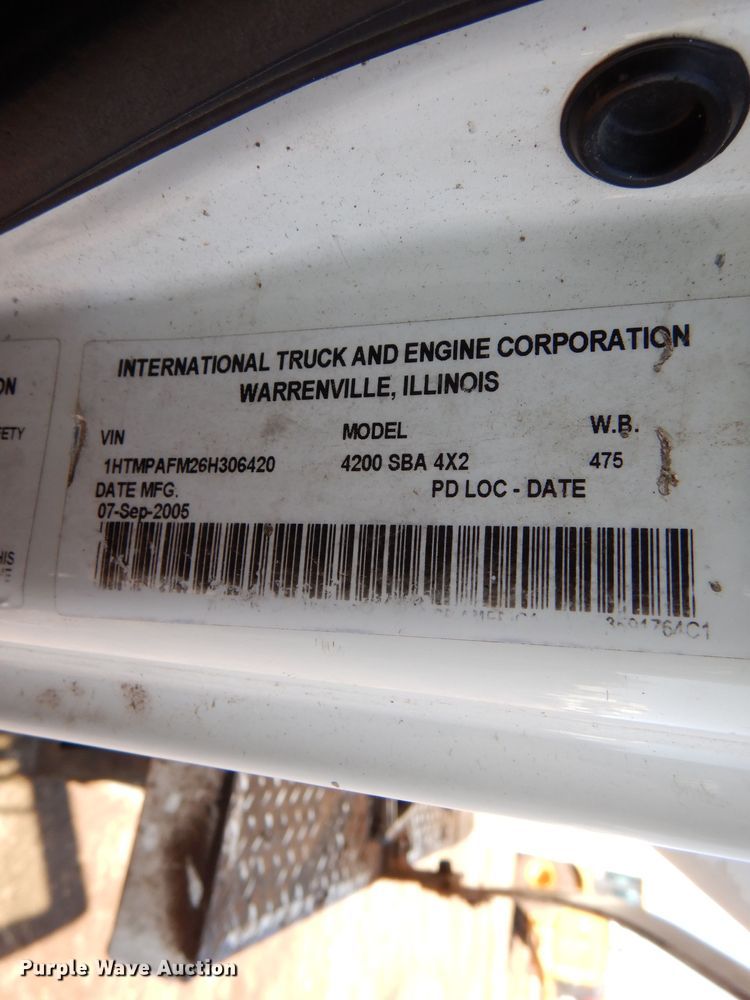 ON
INTERNATIONAL TRUCK AND ENGINE CORPORATION
WARRENVILLE, ILLINOIS
VIN MODEL W.B.
1HTMPAFM26H306420 4200 SBA 4X2 475
DATE MFG. PD LOC - DATE
07-Sep-2005
Purple Wave Auction